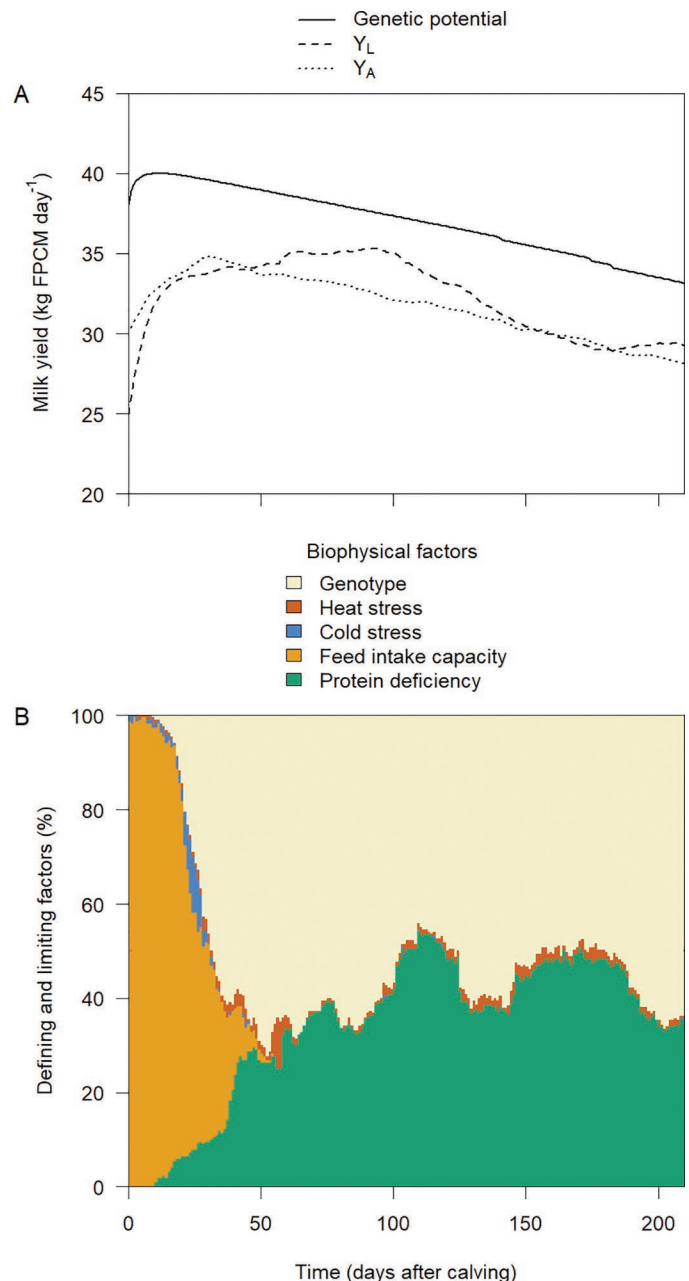 Genetic potential
Y_L
Y_A
A
45
40
35
30
25
20
Milk yield (kg FPCM day⁻¹)
Biophysical factors
Genotype
Heat stress
Cold stress
Feed intake capacity
Protein deficiency
B
100
80
60
40
20
0
Defining and limiting factors (%)
0 50 100 150 200
Time (days after calving)